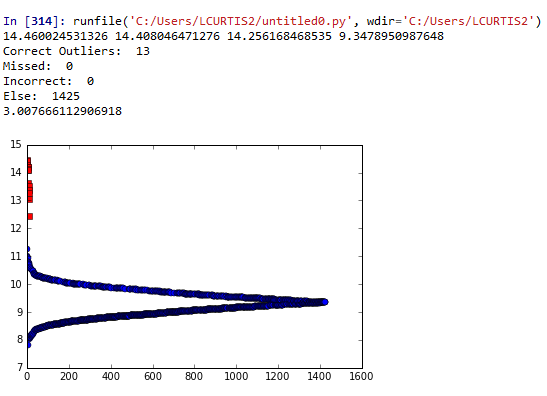 In [314]: runfile('C:/Users/LCURTIS2/untitled0.py', wdir='C:/Users/LCURTIS2')
14.460024531326 14.408046471276 14.256168468535 9.3478950987648
Correct Outliers:  13
Missed:  0
Incorrect:  0
Else:  1425
3.007666112906918
15
14
13
12
11
10
9
8
7
0 200 400 600 800 1000 1200 1400 1600